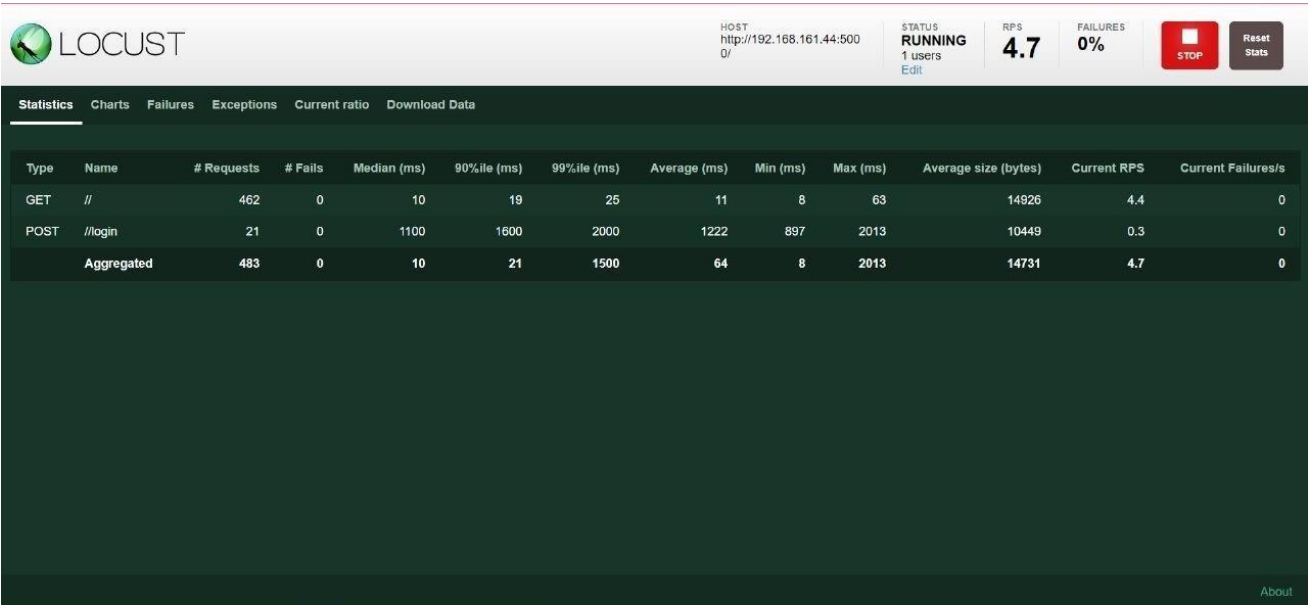 LOCUST
HOST
http://192.168.161.44:500
0/
STATUS
RUNNING
1 users
Edit
RPS
4.7
FAILURES
0%
STOP
Reset
Stats
Statistics Charts Failures Exceptions Current ratio Download Data
Type Name # Requests # Fails Median (ms) 90%ile (ms) 99%ile (ms) Average (ms) Min (ms) Max (ms) Average size (bytes) Current RPS Current Failures/s
GET // 462 0 10 19 25 11 8 63 14926 4.4 0
POST //login 21 0 1100 1600 2000 1222 897 2013 10449 0.3 0
Aggregated 483 0 10 21 1500 64 8 2013 14731 4.7 0
About